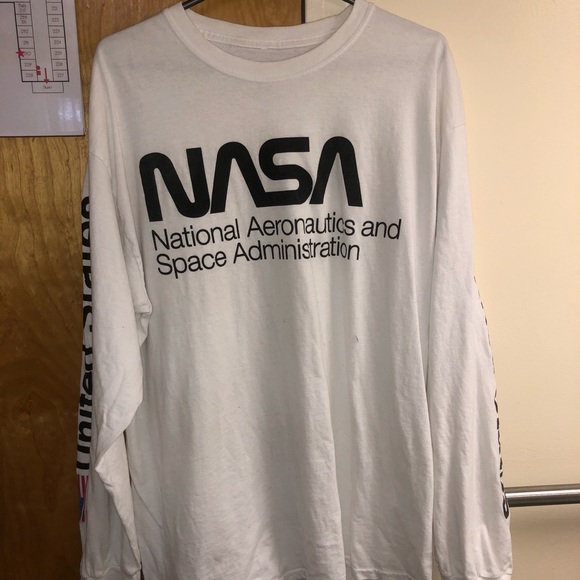 NASA
National Aeronautics and
Space Administration
United States